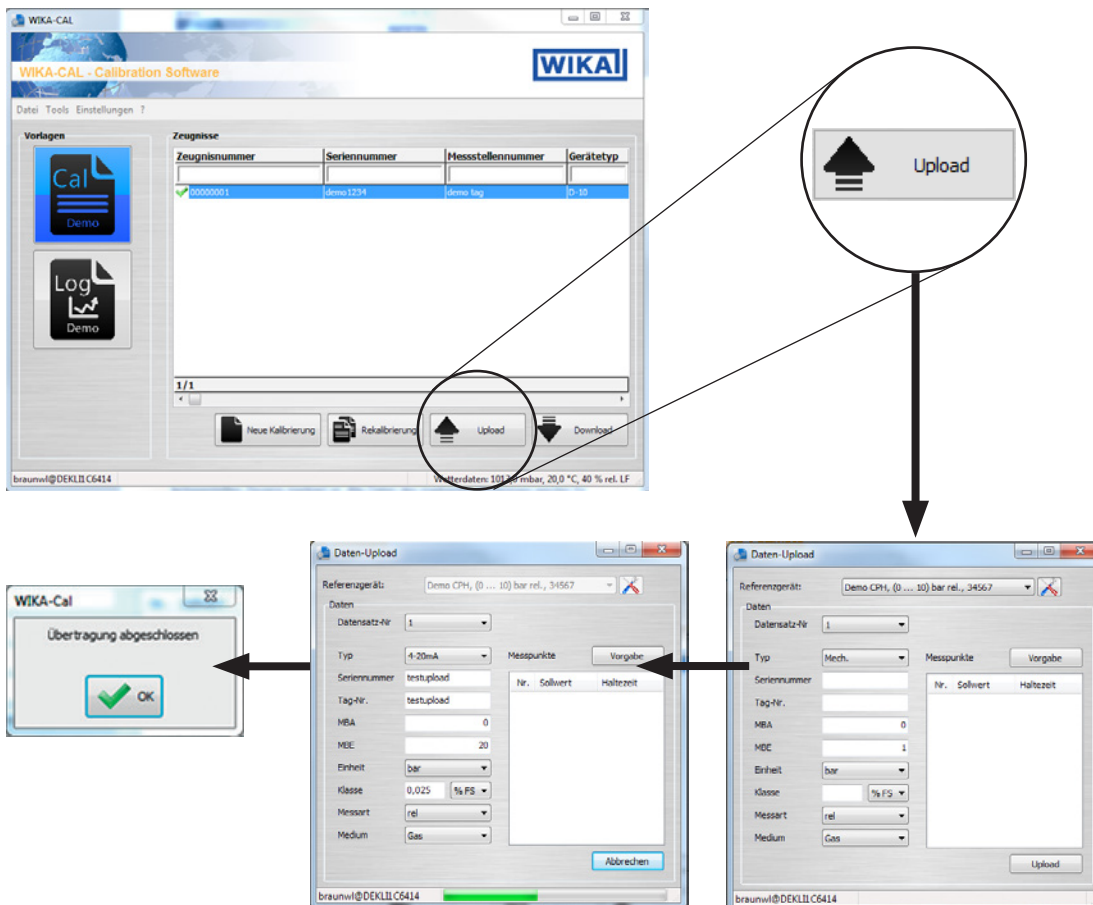 WIKA-CAL
WIKA-CAL - Calibration Software
WIKA
Datei Tools Einstellungen ?
Vorlagen
Cal
Demo
Log
Demo
Zeugnisse
Zeugnisnummer Seriennummer Messstellennummer Gerätetyp
00000001 demo1234 demo tag D-10
1/1
Neue Kalibrierung Rekalibrierung Upload Download
braunwl@DEKLI1C6414 Wetterdaten: 1013,0 mbar, 20,0 °C, 40 % rel. LF
Upload
WIKA-Cal
Übertragung abgeschlossen
OK
Daten-Upload
Referenzgerät: Demo CPH, (0 ... 10) bar rel., 34567
Daten
Datensatz-Nr 1
Typ 4-20mA Messpunkte Vorgabe
Seriennummer testupload Nr. Sollwert Haltezeit
Tag-Nr. testupload
MBA 0
MBE 20
Einheit bar
Klasse 0,025 % FS
Messart rel
Medium Gas
Abbrechen
braunwl@DEKLI1C6414
Daten-Upload
Referenzgerät: Demo CPH, (0 ... 10) bar rel., 34567
Daten
Datensatz-Nr 1
Typ Mech. Messpunkte Vorgabe
Seriennummer Nr. Sollwert Haltezeit
Tag-Nr.
MBA 0
MBE 1
Einheit bar
Klasse % FS
Messart rel
Medium Gas
Upload
braunwl@DEKLI1C6414